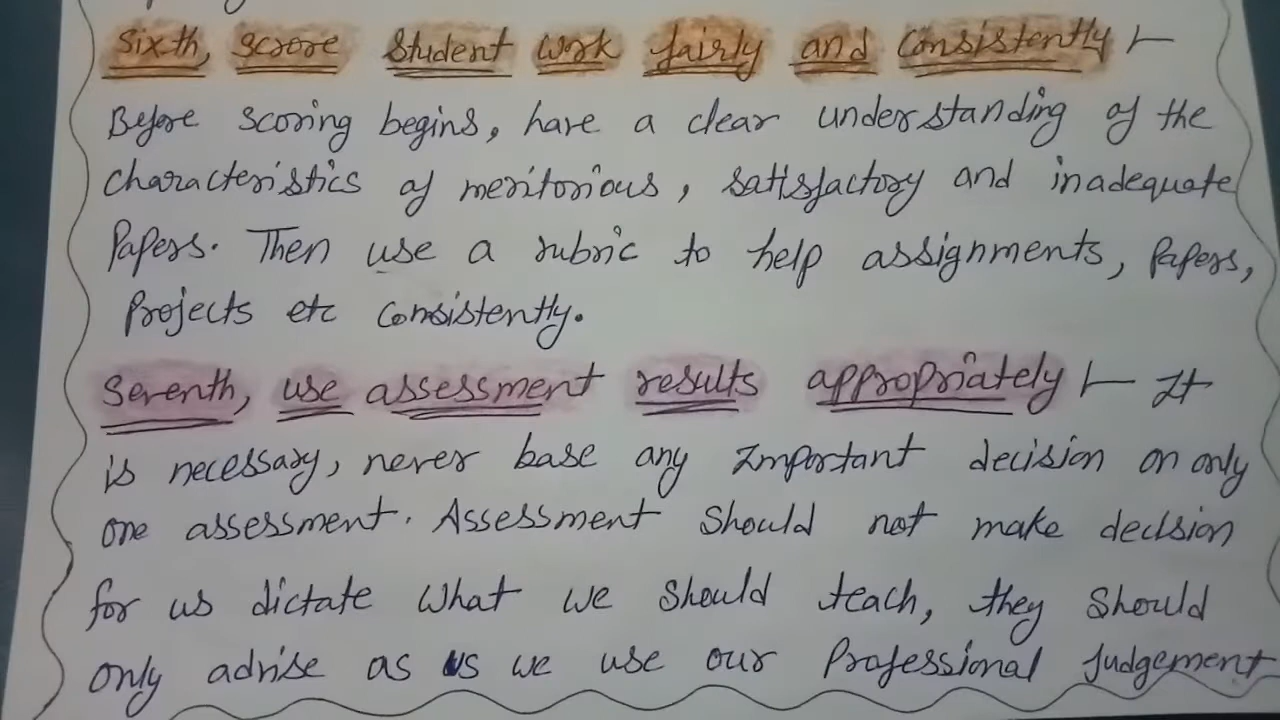 Sixth, scrore student work fairly and consistently :-
Before scoring begins, have a clear understanding of the
characteristics of meritorious, satisfactory and inadequate
Papers. Then use a rubric to help assignments, Papers,
Projects etc consistently.
Seventh, use assessment results appropriately :- It
is necessary, never base any Important decision on only
one assessment. Assessment should not make decision
for us dictate what we should teach, they should
only advise as us we use our Professional Judgement